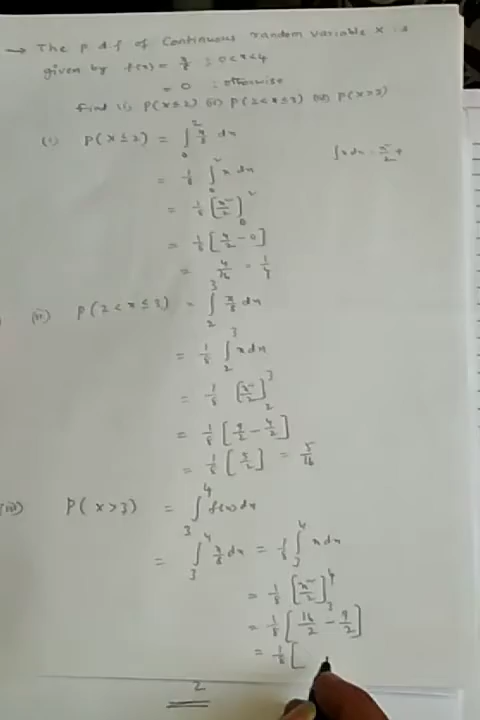 → The p.d.f of Continuous random variable X is
given by f(x) = x/8 ; 0<x<4
= 0 ; otherwise
Find (i) P(X≤2) (ii) P(2<X≤3) (iii) P(X>3)
(i) P(X≤2) = ∫₀² x/8 dx
∫x dx = x²/2 +
= 1/8 ∫₀² x dx
= 1/8 [x²/2]₀²
= 1/8 [4/2 - 0]
= 4/16 = 1/4
(ii) P(2<X≤3) = ∫₂³ x/8 dx
= 1/8 ∫₂³ x dx
= 1/8 [x²/2]₂³
= 1/8 [9/2 - 4/2]
= 1/8 [5/2] = 5/16
(iii) P(X>3) = ∫₃⁴ f(x) dx
= ∫₃⁴ x/8 dx = 1/8 ∫₃⁴ x dx
= 1/8 [x²/2]₃⁴
= 1/8 [16/2 - 9/2]
= 1/8 [
2